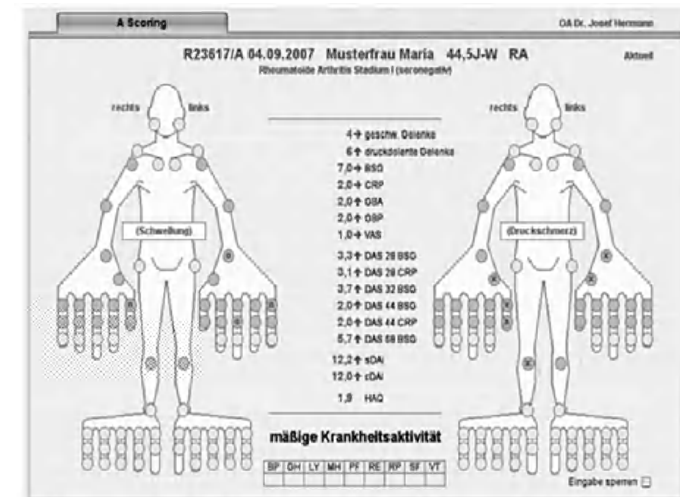 A Scoring
OA Dr. Josef Hermann
R23617/A 04.09.2007 Musterfrau Maria 44,5J-W RA
Aktuell
Rheumatoide Arthritis Stadium I (seronegativ)
rechts links
rechts links
4→ geschw. Gelenke
6↑ druckdolente Gelenke
7,0→ BSG
2,0→ CRP
2,0↑ GBA
2,0↑ GBP
1,0→ VAS
(Schwellung)
(Druckschmerz)
3,3↑ DAS 28 BSG
3,1↑ DAS 28 CRP
3,7↑ DAS 32 BSG
2,0↑ DAS 44 BSG
2,0↑ DAS 44 CRP
5,7↑ DAS 68 BSG
12,2↑ sDAI
12,0↑ cDAI
1,9 HAQ
mäßige Krankheitsaktivität
BP GH LY MH PF RE RP SF VT
Eingabe sperren